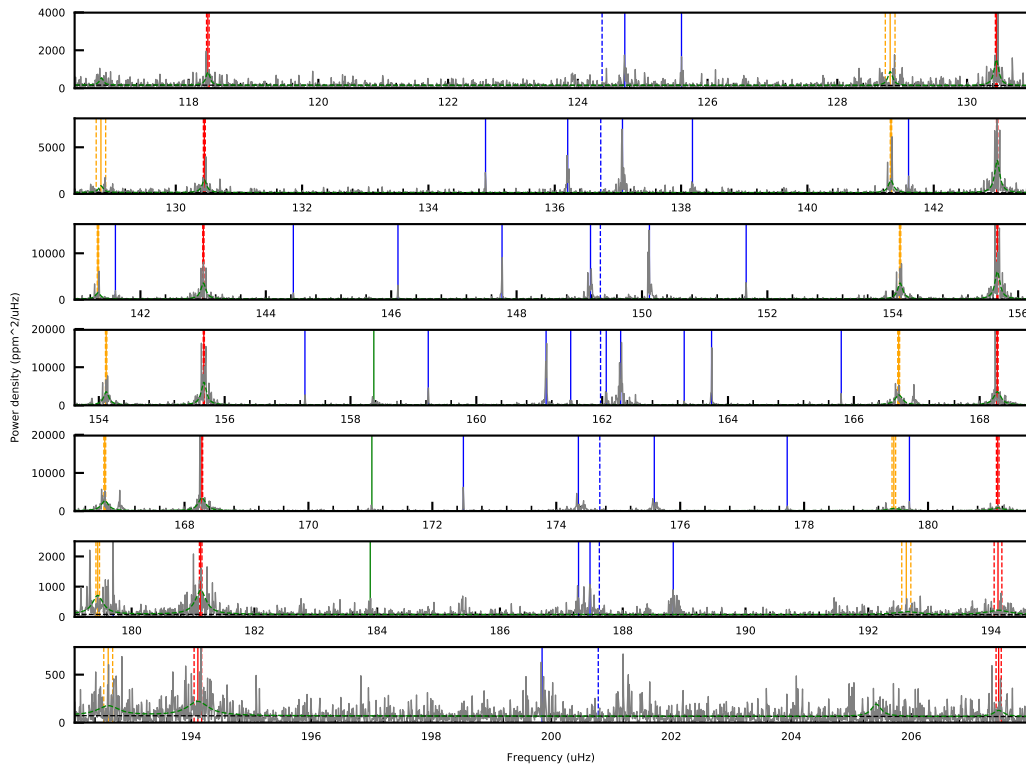 4000
2000
0
118 120 122 124 126 128 130
5000
0
130 132 134 136 138 140 142
10000
0
142 144 146 148 150 152 154 156
20000
10000
0
154 156 158 160 162 164 166 168
20000
10000
0
168 170 172 174 176 178 180
2000
1000
0
180 182 184 186 188 190 192 194
500
0
194 196 198 200 202 204 206
Power density (ppm^2/uHz)
Frequency (uHz)